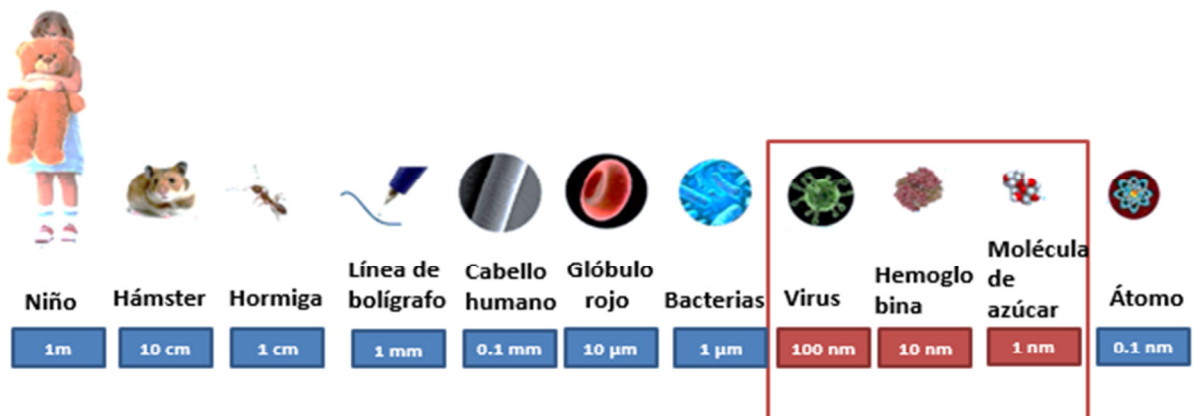 Niño
Hámster
Hormiga
Línea de
bolígrafo
Cabello
humano
Glóbulo
rojo
Bacterias
Virus
Hemoglo
bina
Molécula
de
azúcar
Átomo
1m
10 cm
1 cm
1 mm
0.1 mm
10 µm
1 µm
100 nm
10 nm
1 nm
0.1 nm